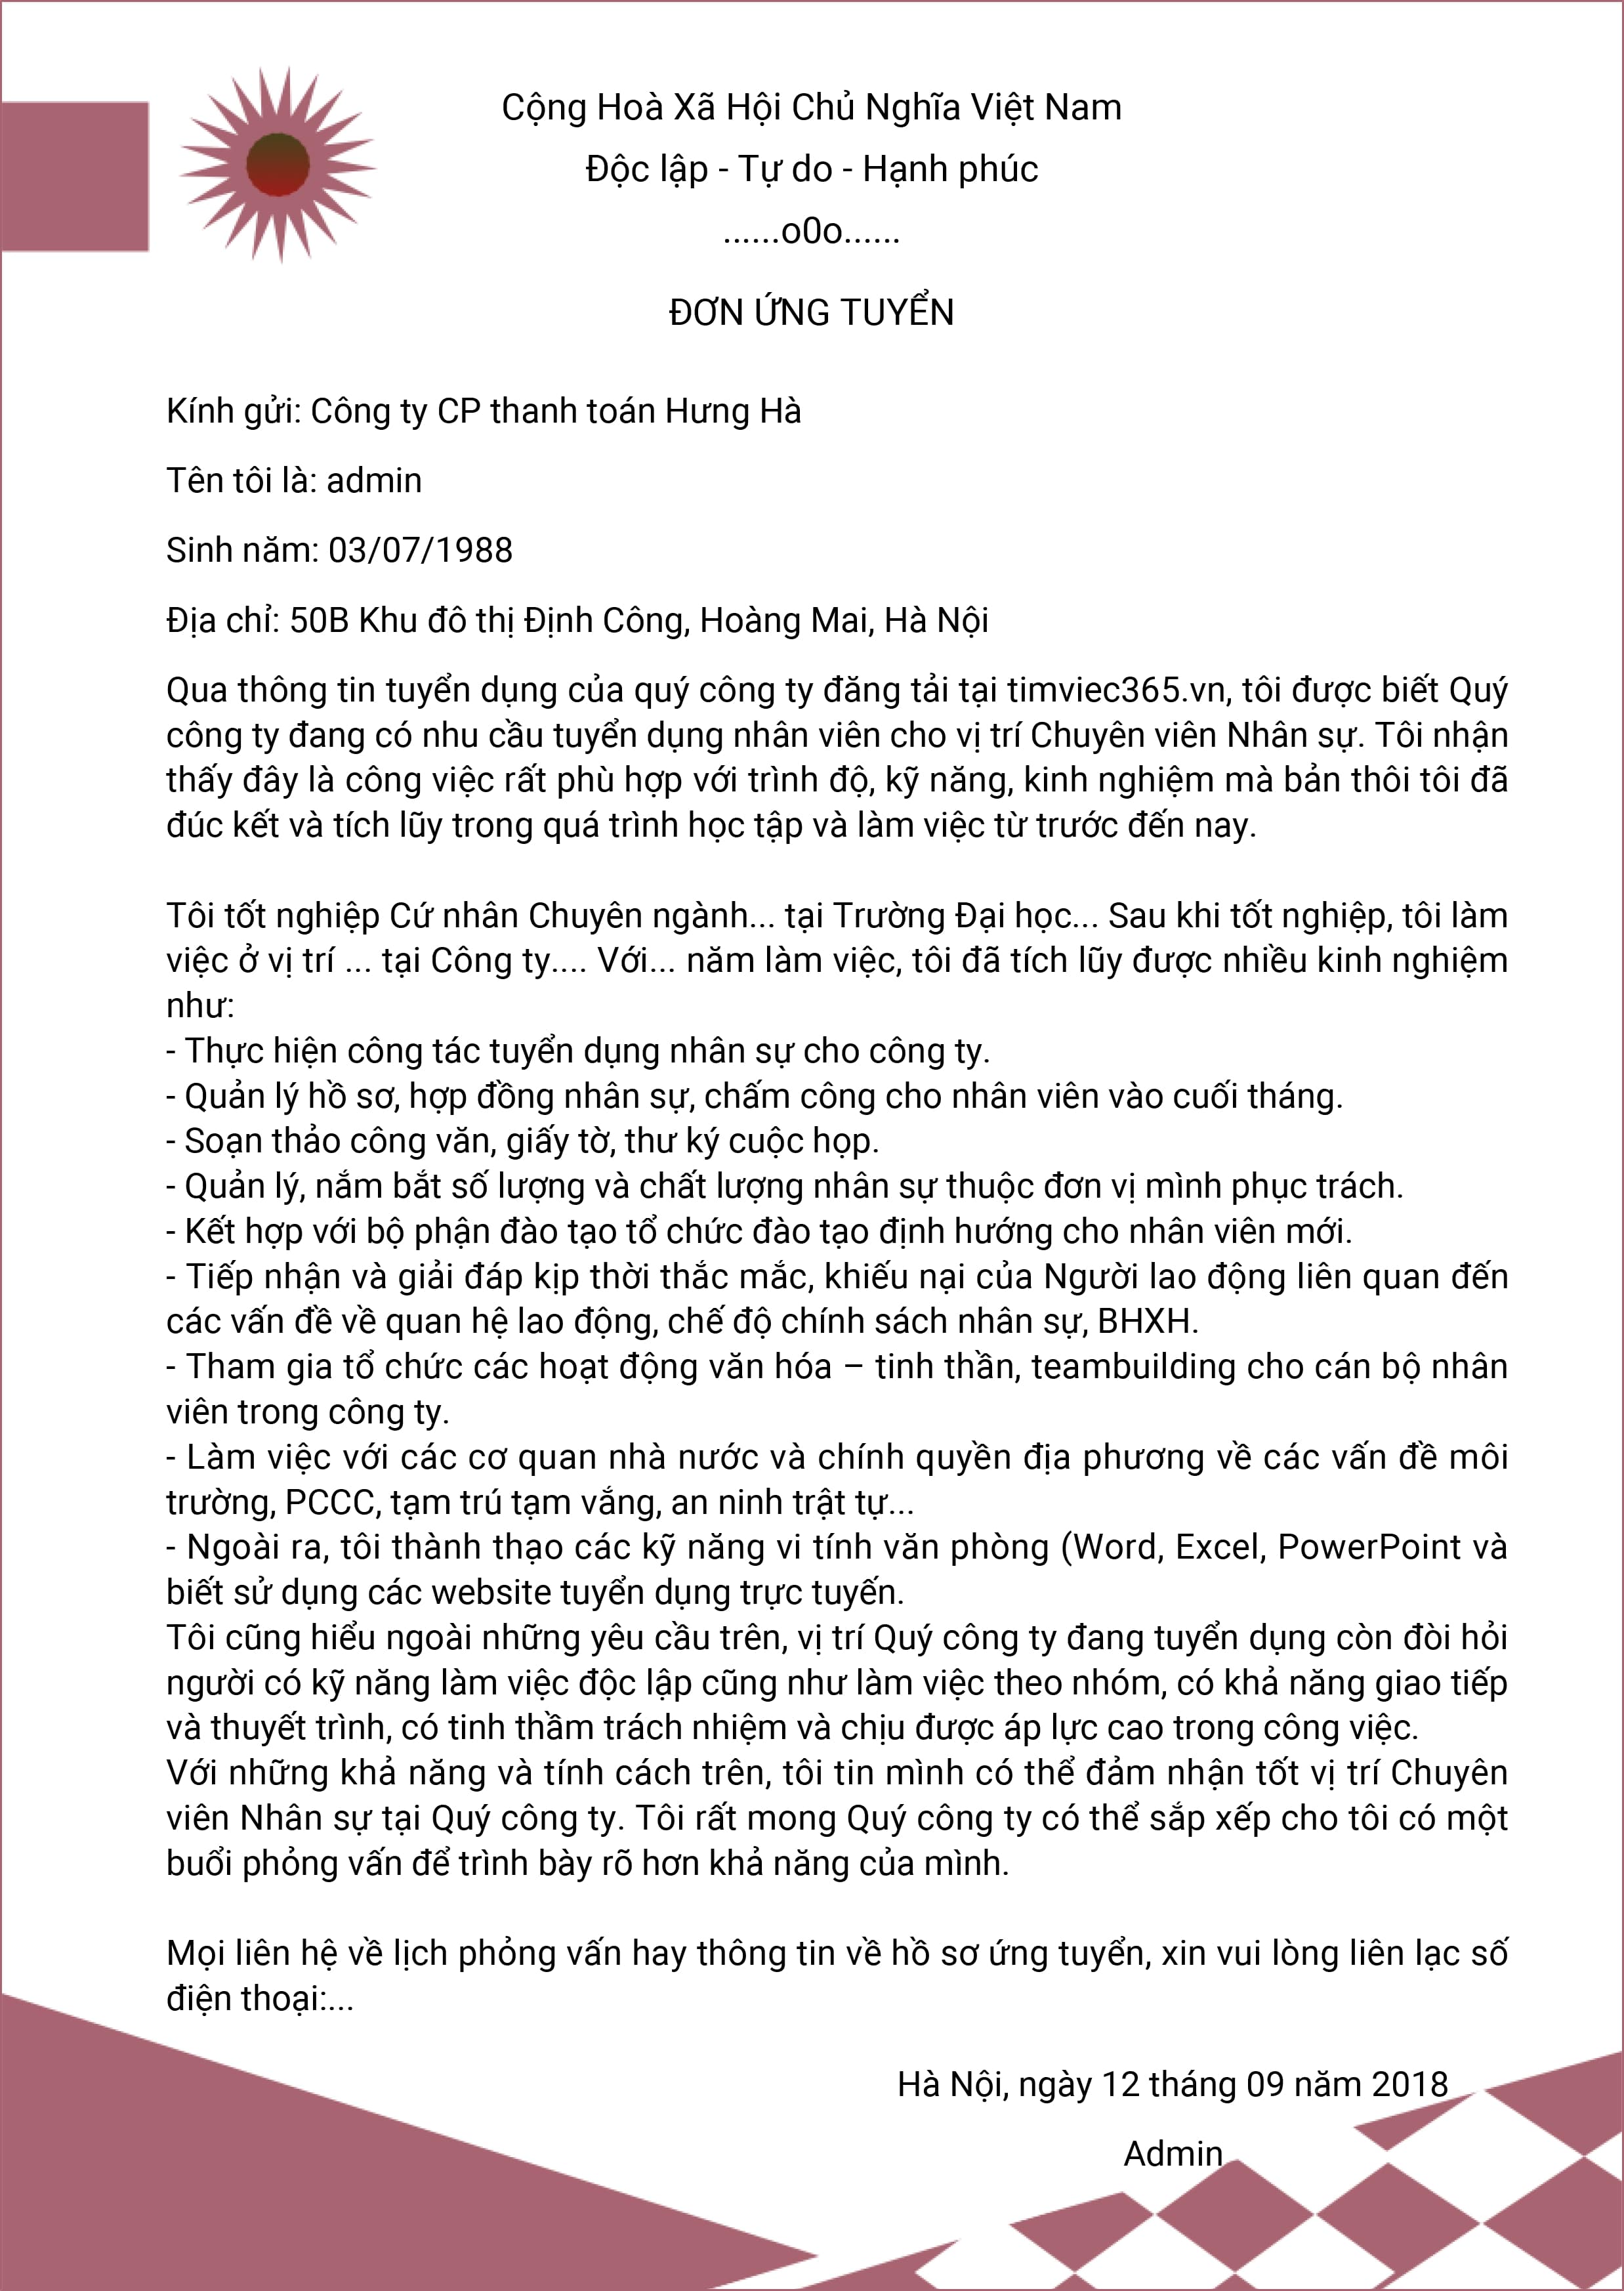 Cộng Hoà Xã Hội Chủ Nghĩa Việt Nam
Độc lập - Tự do - Hạnh phúc
......o0o......
ĐƠN ỨNG TUYỂN
Kính gửi: Công ty CP thanh toán Hưng Hà
Tên tôi là: admin
Sinh năm: 03/07/1988
Địa chỉ: 50B Khu đô thị Định Công, Hoàng Mai, Hà Nội
Qua thông tin tuyển dụng của quý công ty đăng tải tại timviec365.vn, tôi được biết Quý
công ty đang có nhu cầu tuyển dụng nhân viên cho vị trí Chuyên viên Nhân sự. Tôi nhận
thấy đây là công việc rất phù hợp với trình độ, kỹ năng, kinh nghiệm mà bản thôi tôi đã
đúc kết và tích lũy trong quá trình học tập và làm việc từ trước đến nay.
Tôi tốt nghiệp Cứ nhân Chuyên ngành... tại Trường Đại học... Sau khi tốt nghiệp, tôi làm
việc ở vị trí ... tại Công ty.... Với... năm làm việc, tôi đã tích lũy được nhiều kinh nghiệm
như:
- Thực hiện công tác tuyển dụng nhân sự cho công ty.
- Quản lý hồ sơ, hợp đồng nhân sự, chấm công cho nhân viên vào cuối tháng.
- Soạn thảo công văn, giấy tờ, thư ký cuộc họp.
- Quản lý, nắm bắt số lượng và chất lượng nhân sự thuộc đơn vị mình phục trách.
- Kết hợp với bộ phận đào tạo tổ chức đào tạo định hướng cho nhân viên mới.
- Tiếp nhận và giải đáp kịp thời thắc mắc, khiếu nại của Người lao động liên quan đến
các vấn đề về quan hệ lao động, chế độ chính sách nhân sự, BHXH.
- Tham gia tổ chức các hoạt động văn hóa – tinh thần, teambuilding cho cán bộ nhân
viên trong công ty.
- Làm việc với các cơ quan nhà nước và chính quyền địa phương về các vấn đề môi
trường, PCCC, tạm trú tạm vắng, an ninh trật tự...
- Ngoài ra, tôi thành thạo các kỹ năng vi tính văn phòng (Word, Excel, PowerPoint và
biết sử dụng các website tuyển dụng trực tuyến.
Tôi cũng hiểu ngoài những yêu cầu trên, vị trí Quý công ty đang tuyển dụng còn đòi hỏi
người có kỹ năng làm việc độc lập cũng như làm việc theo nhóm, có khả năng giao tiếp
và thuyết trình, có tinh thầm trách nhiệm và chịu được áp lực cao trong công việc.
Với những khả năng và tính cách trên, tôi tin mình có thể đảm nhận tốt vị trí Chuyên
viên Nhân sự tại Quý công ty. Tôi rất mong Quý công ty có thể sắp xếp cho tôi có một
buổi phỏng vấn để trình bày rõ hơn khả năng của mình.
Mọi liên hệ về lịch phỏng vấn hay thông tin về hồ sơ ứng tuyển, xin vui lòng liên lạc số
điện thoại:...
Hà Nội, ngày 12 tháng 09 năm 2018
Admin